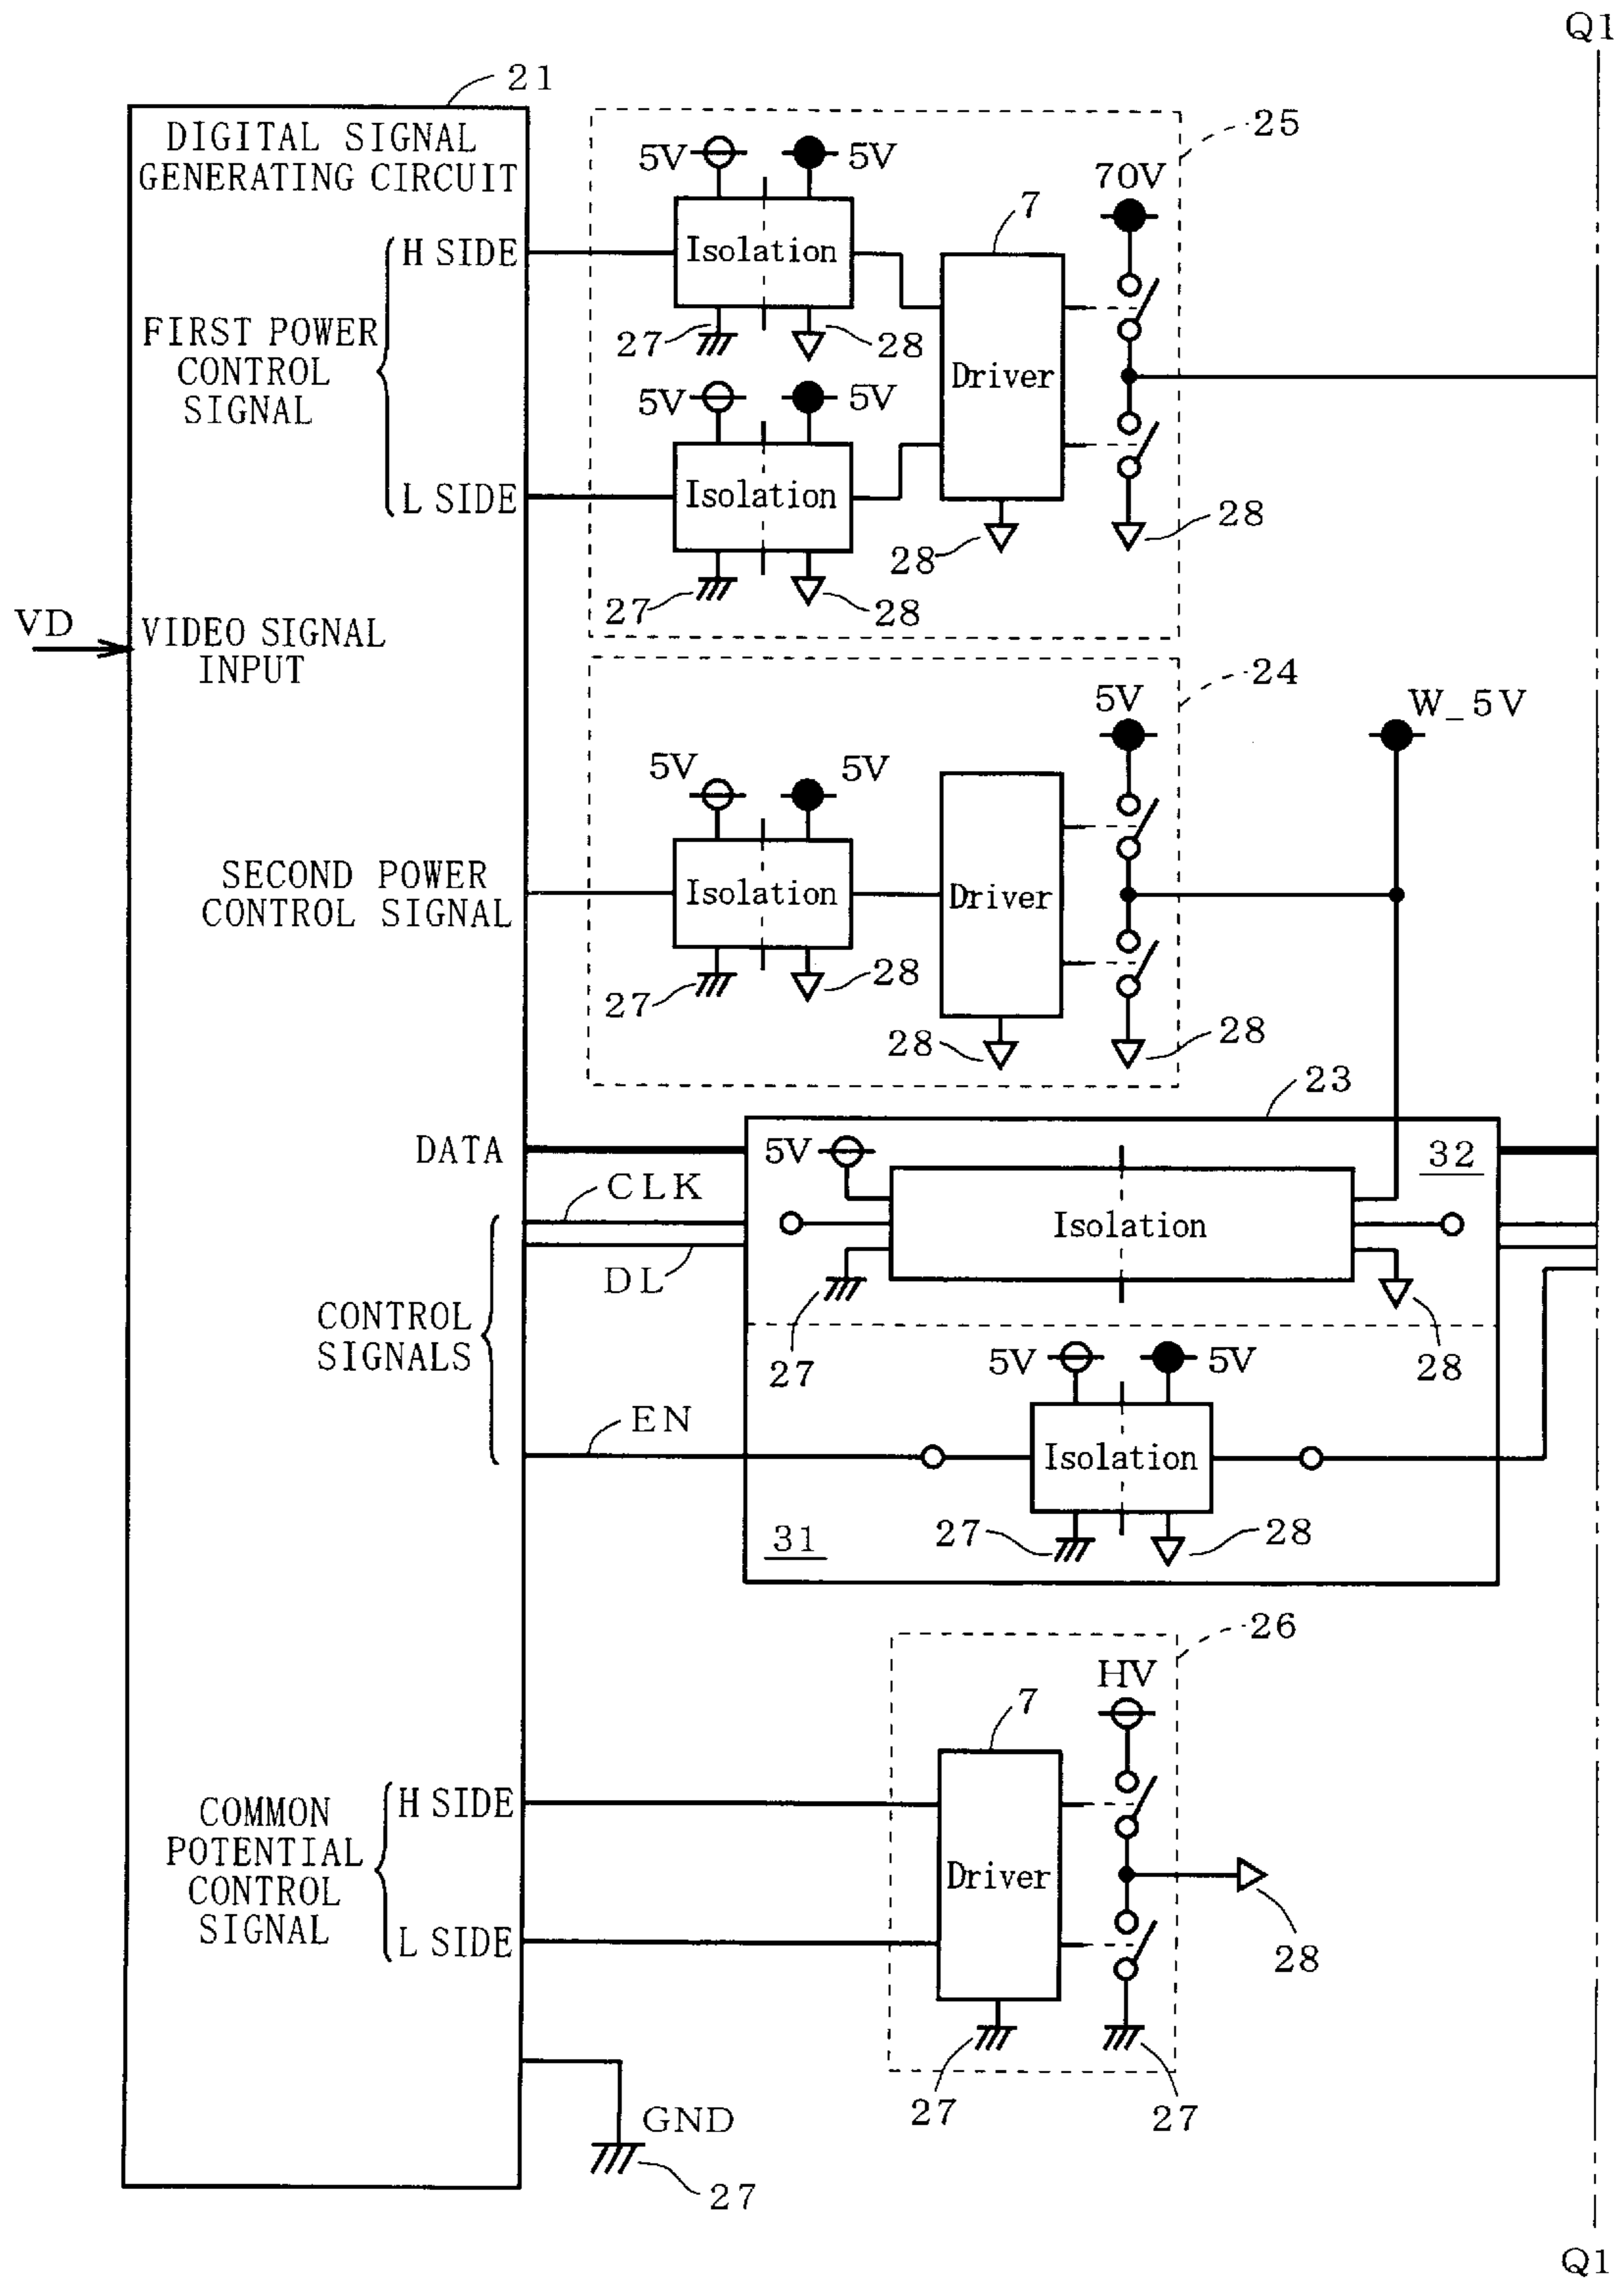 Q1
21
DIGITAL SIGNAL
GENERATING CIRCUIT
25
5V
5V
70V
7
H SIDE
Isolation
27
28
FIRST POWER
CONTROL
SIGNAL
Driver
5V
5V
L SIDE
Isolation
28
28
27
28
VD
VIDEO SIGNAL
INPUT
24
5V
W_5V
5V
5V
SECOND POWER
CONTROL SIGNAL
Isolation
Driver
27
28
28
28
23
DATA
5V
32
CLK
Isolation
DL
CONTROL
SIGNALS
27
28
5V
5V
EN
Isolation
31
27
28
26
HV
7
COMMON
POTENTIAL
CONTROL
SIGNAL
H SIDE
Driver
L SIDE
28
27
27
GND
27
Q1